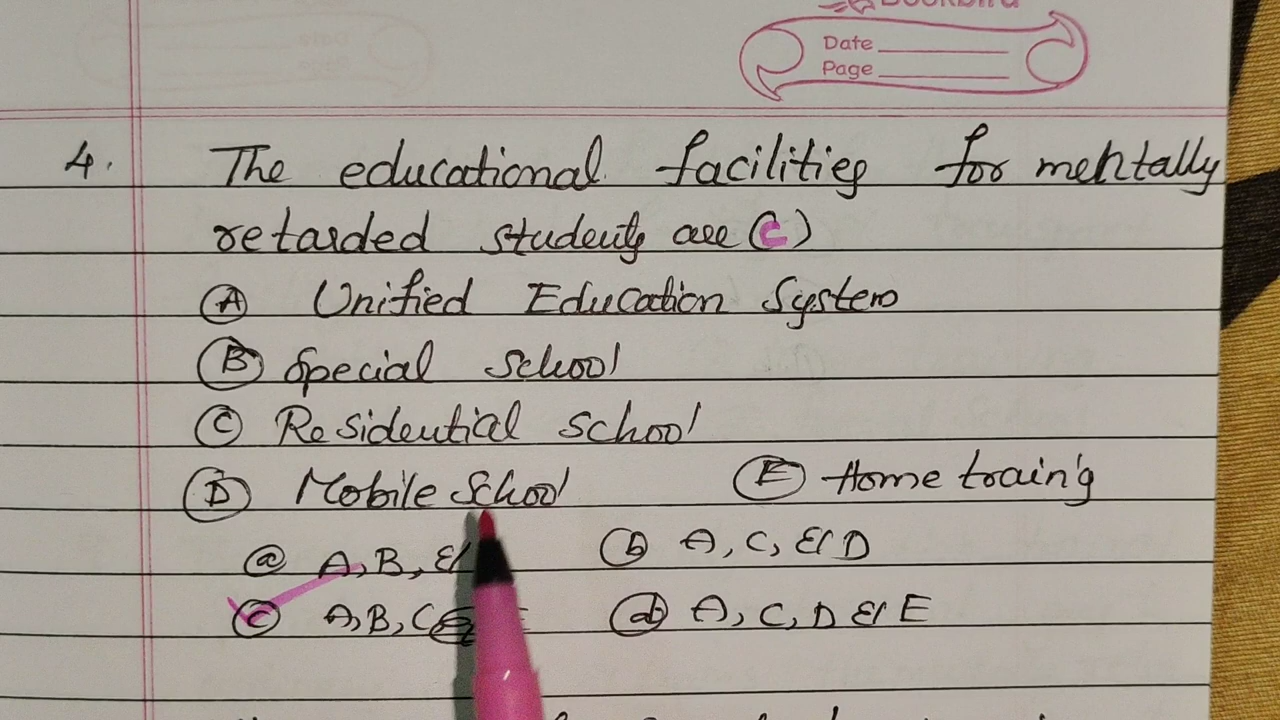 Date
Page
4. The educational facilities for mentally
retarded students are (C)
A Unified Education System
B Special School
C Residential School
D Mobile School E Home training
a A, B, & b A, C, & D
c A, B, C d A, C, D & E